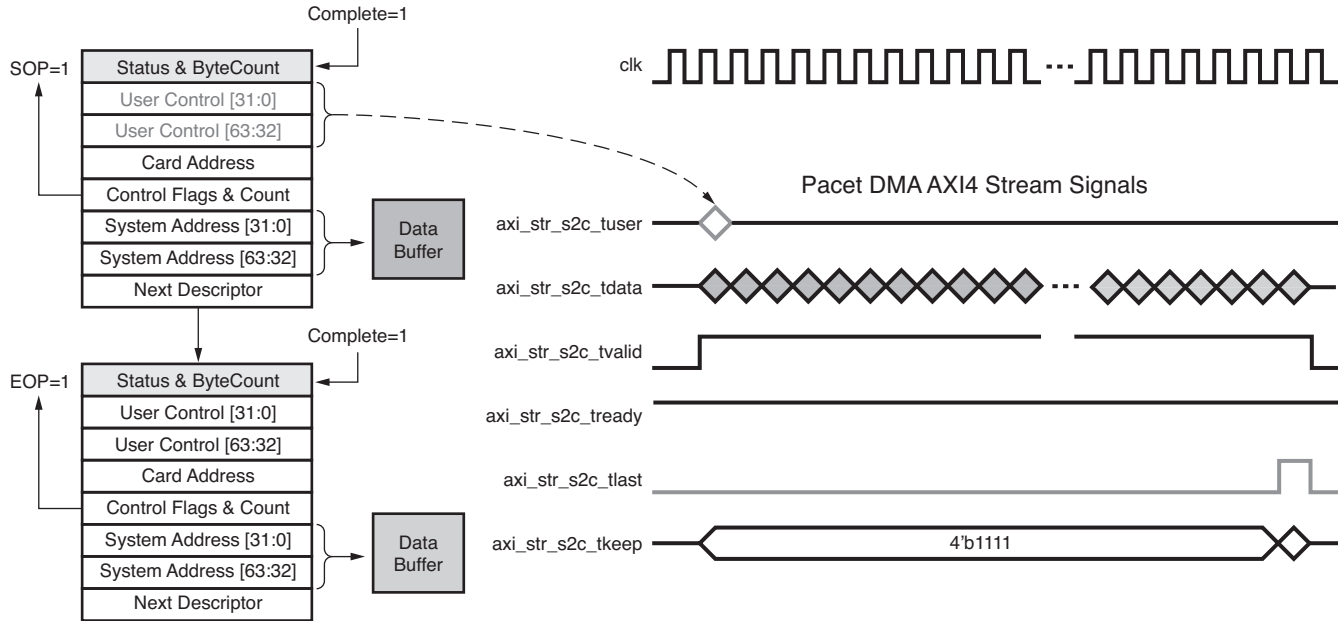 Complete=1
SOP=1
Status & ByteCount
User Control [31:0]
User Control [63:32]
Card Address
Control Flags & Count
System Address [31:0]
System Address [63:32]
Next Descriptor
Data
Buffer
Complete=1
EOP=1
Status & ByteCount
User Control [31:0]
User Control [63:32]
Card Address
Control Flags & Count
System Address [31:0]
System Address [63:32]
Next Descriptor
Data
Buffer
clk
Pacet DMA AXI4 Stream Signals
axi_str_s2c_tuser
axi_str_s2c_tdata
axi_str_s2c_tvalid
axi_str_s2c_tready
axi_str_s2c_tlast
axi_str_s2c_tkeep
4'b1111